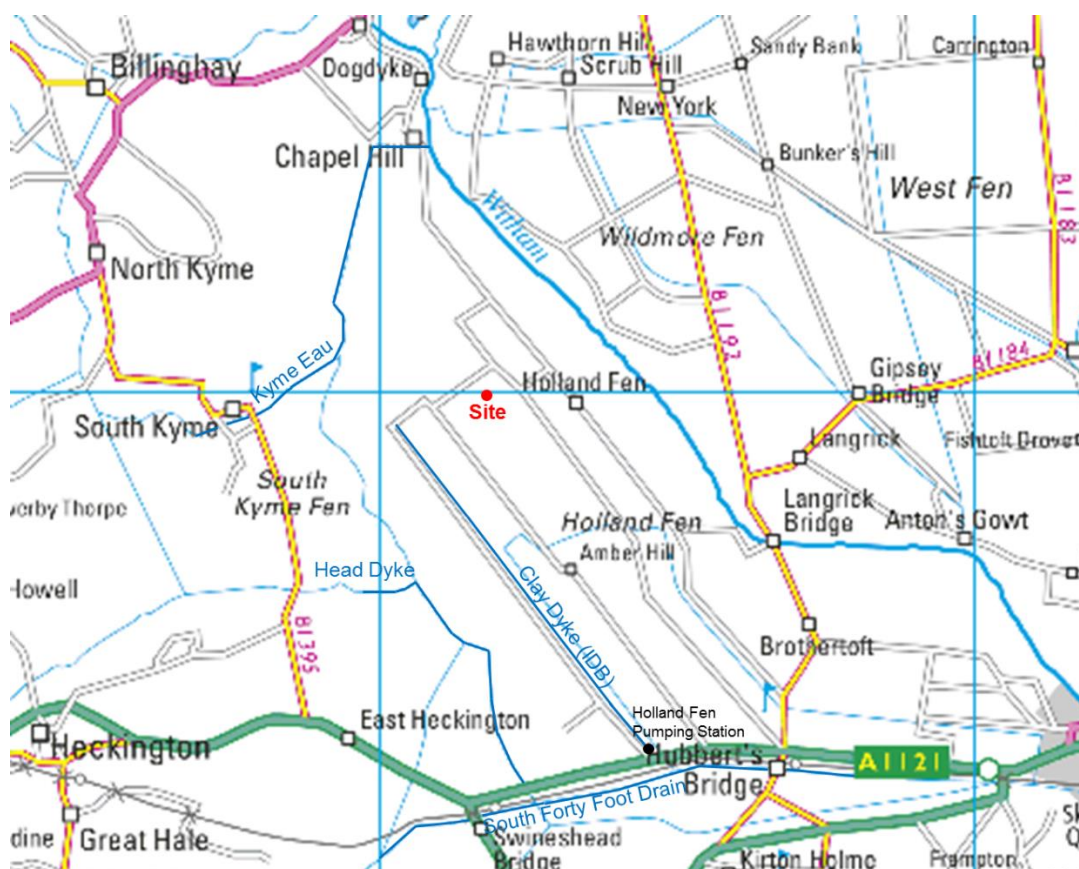 Hawthorn Hill
Sandy Bank
Carrington
Billinghay
Dogdyke
Scrub Hill
New York
Chapel Hill
Bunker's Hill
West Fen
Witham
Wildmore Fen
B1183
North Kyme
B1192
B1184
Gipsey
Bridge
Kyme Eau
Holland Fen
Site
South Kyme
Langrick
Fishtoft Drove
South
Kyme Fen
erby Thorpe
Langrick
Bridge
Anton's Gowt
Holland Fen
Amber Hill
Howell
Head Dyke
Clay Dyke (IDB)
B1395
Brothertoft
East Heckington
Holland Fen
Pumping Station
Heckington
Hubbert's
Bridge
A1121
South Forty Foot Drain
dine
Great Hale
Swineshead
Bridge
Kirton Holme
Frampton